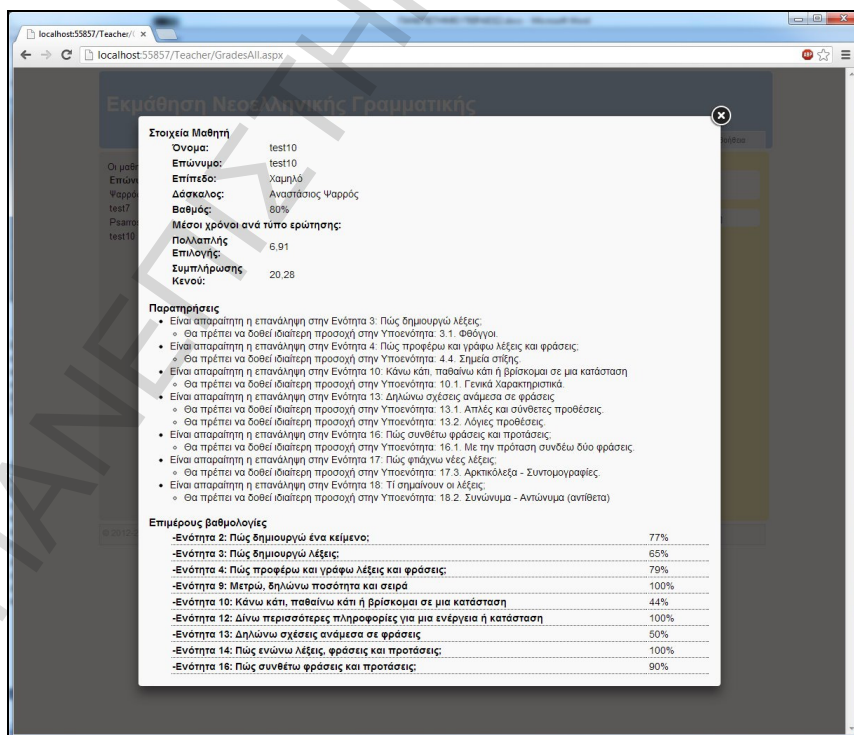 localhost:55857/Teacher/
localhost:55857/Teacher/GradesAll.aspx
Εκμάθηση Νεοελληνικής Γραμματικής
Στοιχεία Μαθητή
Όνομα: test10
Επώνυμο: test10
Επίπεδο: Χαμηλό
Δάσκαλος: Αναστάσιος Ψαρρός
Βαθμός: 80%
Μέσοι χρόνοι ανά τύπο ερώτησης:
Πολλαπλής
Επιλογής: 6,91
Συμπλήρωσης
Κενού: 20,28
Παρατηρήσεις
Είναι απαραίτητη η επανάληψη στην Ενότητα 3: Πώς δημιουργώ λέξεις;
Θα πρέπει να δοθεί ιδιαίτερη προσοχή στην Υποενότητα: 3.1. Φθόγγοι.
Είναι απαραίτητη η επανάληψη στην Ενότητα 4: Πώς προφέρω και γράφω λέξεις και φράσεις;
Θα πρέπει να δοθεί ιδιαίτερη προσοχή στην Υποενότητα: 4.4. Σημεία στίξης.
Είναι απαραίτητη η επανάληψη στην Ενότητα 10: Κάνω κάτι, παθαίνω κάτι ή βρίσκομαι σε μια κατάσταση
Θα πρέπει να δοθεί ιδιαίτερη προσοχή στην Υποενότητα: 10.1. Γενικά Χαρακτηριστικά.
Είναι απαραίτητη η επανάληψη στην Ενότητα 13: Δηλώνω σχέσεις ανάμεσα σε φράσεις
Θα πρέπει να δοθεί ιδιαίτερη προσοχή στην Υποενότητα: 13.1. Απλές και σύνθετες προθέσεις.
Θα πρέπει να δοθεί ιδιαίτερη προσοχή στην Υποενότητα: 13.2. Λόγιες προθέσεις.
Είναι απαραίτητη η επανάληψη στην Ενότητα 16: Πώς συνθέτω φράσεις και προτάσεις;
Θα πρέπει να δοθεί ιδιαίτερη προσοχή στην Υποενότητα: 16.1. Με την πρόταση συνδέω δύο φράσεις.
Είναι απαραίτητη η επανάληψη στην Ενότητα 17: Πώς φτιάχνω νέες λέξεις;
Θα πρέπει να δοθεί ιδιαίτερη προσοχή στην Υποενότητα: 17.3. Αρκτικόλεξα - Συντομογραφίες.
Είναι απαραίτητη η επανάληψη στην Ενότητα 18: Τί σημαίνουν οι λέξεις;
Θα πρέπει να δοθεί ιδιαίτερη προσοχή στην Υποενότητα: 18.2. Συνώνυμα - Αντώνυμα (αντίθετα)
Επιμέρους βαθμολογίες
-Ενότητα 2: Πώς δημιουργώ ένα κείμενο; 77%
-Ενότητα 3: Πώς δημιουργώ λέξεις; 65%
-Ενότητα 4: Πώς προφέρω και γράφω λέξεις και φράσεις; 79%
-Ενότητα 9: Μετρώ, δηλώνω ποσότητα και σειρά 100%
-Ενότητα 10: Κάνω κάτι, παθαίνω κάτι ή βρίσκομαι σε μια κατάσταση 44%
-Ενότητα 12: Δίνω περισσότερες πληροφορίες για μια ενέργεια ή κατάσταση 100%
-Ενότητα 13: Δηλώνω σχέσεις ανάμεσα σε φράσεις 50%
-Ενότητα 14: Πώς ενώνω λέξεις, φράσεις και προτάσεις; 100%
-Ενότητα 16: Πώς συνθέτω φράσεις και προτάσεις; 90%
test7
test10